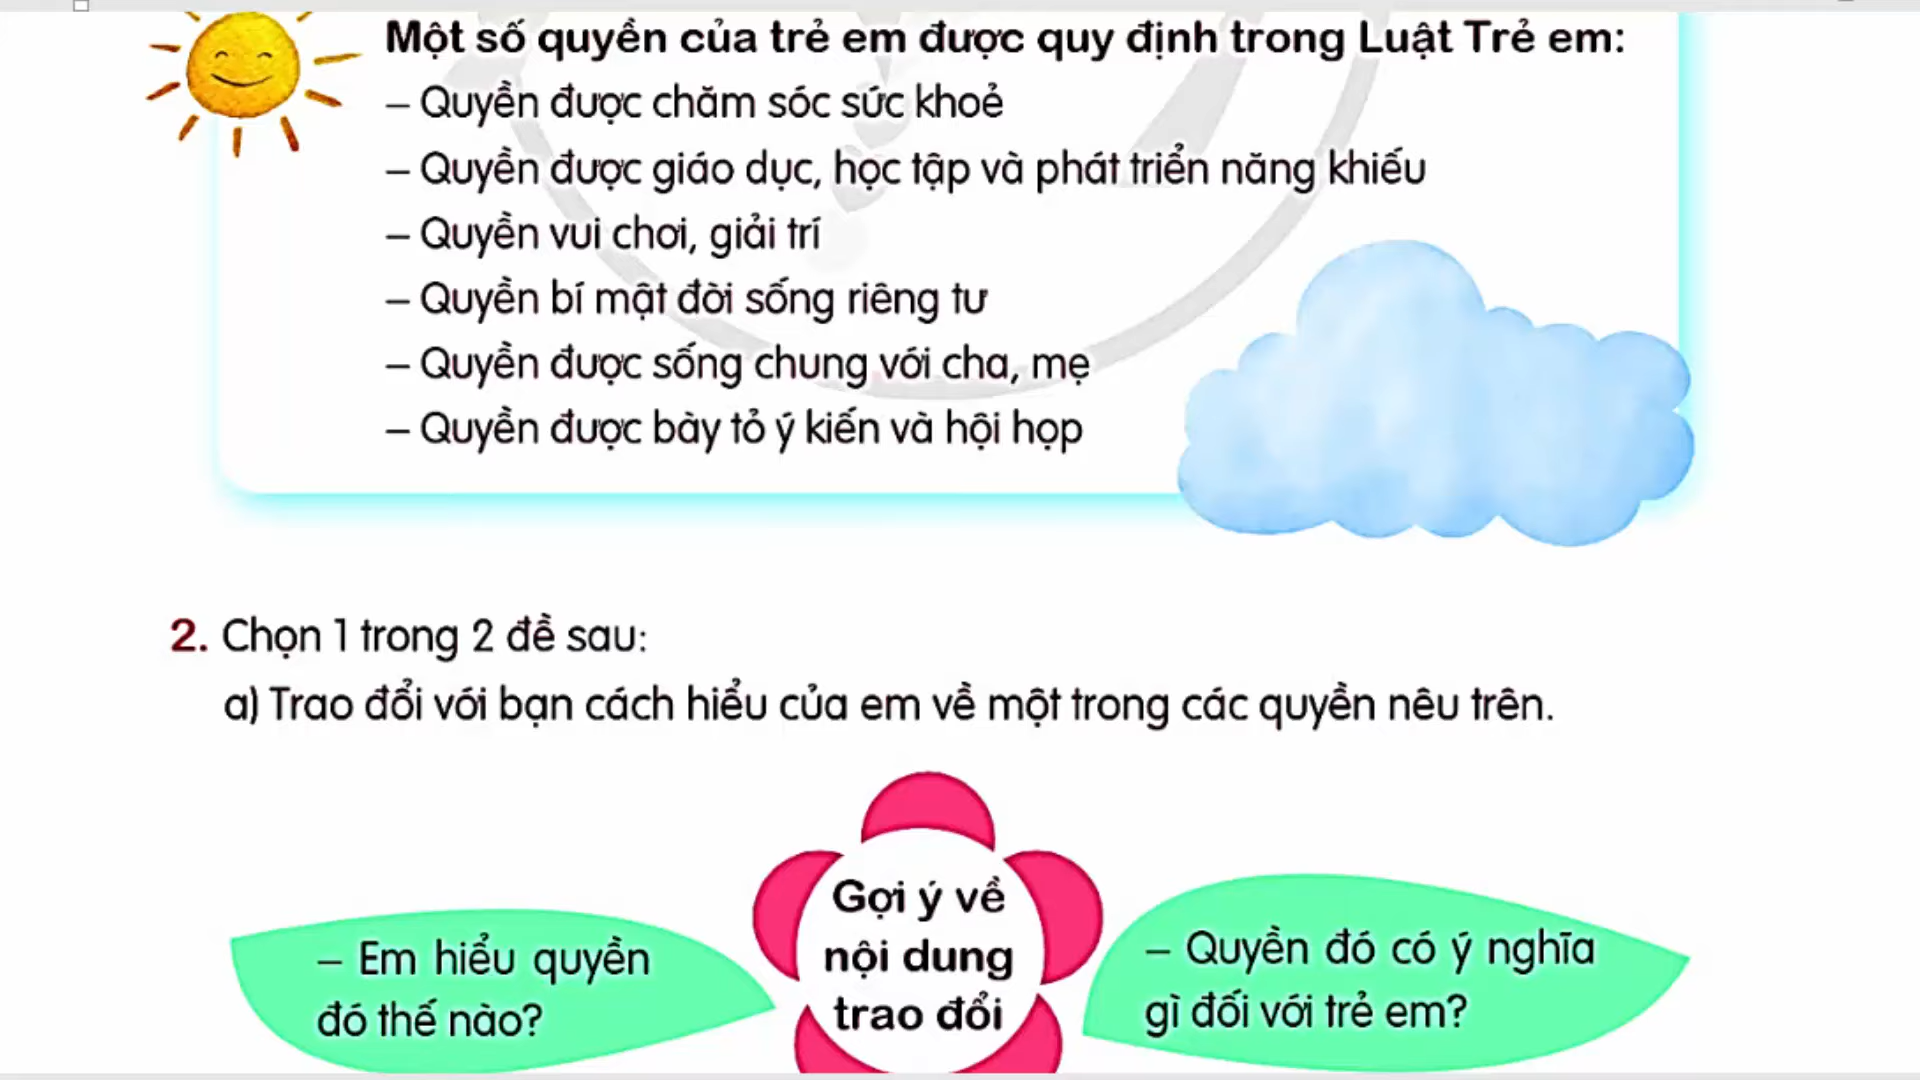 Một số quyền của trẻ em được quy định trong Luật Trẻ em:
– Quyền được chăm sóc sức khoẻ
– Quyền được giáo dục, học tập và phát triển năng khiếu
– Quyền vui chơi, giải trí
– Quyền bí mật đời sống riêng tư
– Quyền được sống chung với cha, mẹ
– Quyền được bày tỏ ý kiến và hội họp
2. Chọn 1 trong 2 đề sau:
a) Trao đổi với bạn cách hiểu của em về một trong các quyền nêu trên.
– Em hiểu quyền
đó thế nào?
Gợi ý về
nội dung
trao đổi
– Quyền đó có ý nghĩa
gì đối với trẻ em?